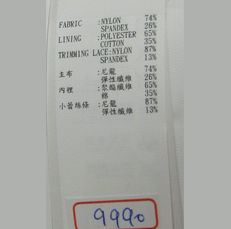 FABRIC :NYLON 74%
SPANDEX 26%
LINING :POLYESTER 65%
COTTON 35%
TRIMMING LACE:NYLON 87%
SPANDEX 13%
主布 :尼龍 74%
彈性纖維 26%
內裡 :聚酯纖維 65%
棉 35%
小蕾絲條 :尼龍 87%
彈性纖維 13%
9990